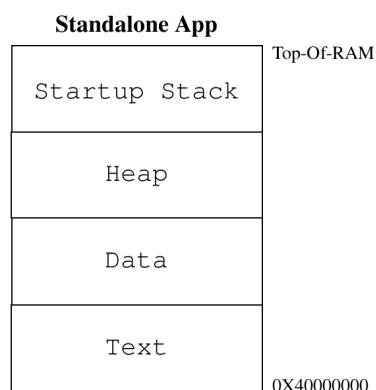 Standalone App
Top-Of-RAM
Startup Stack
Heap
Data
Text
0X40000000